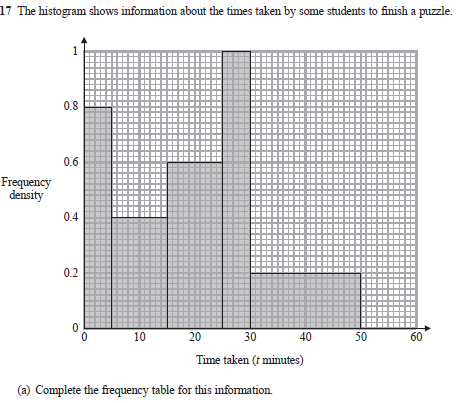 17 The histogram shows information about the times taken by some students to finish a puzzle.
1
0.8
0.6
Frequency
density
0.4
0.2
0
0 10 20 30 40 50 60
Time taken (t minutes)
(a) Complete the frequency table for this information.